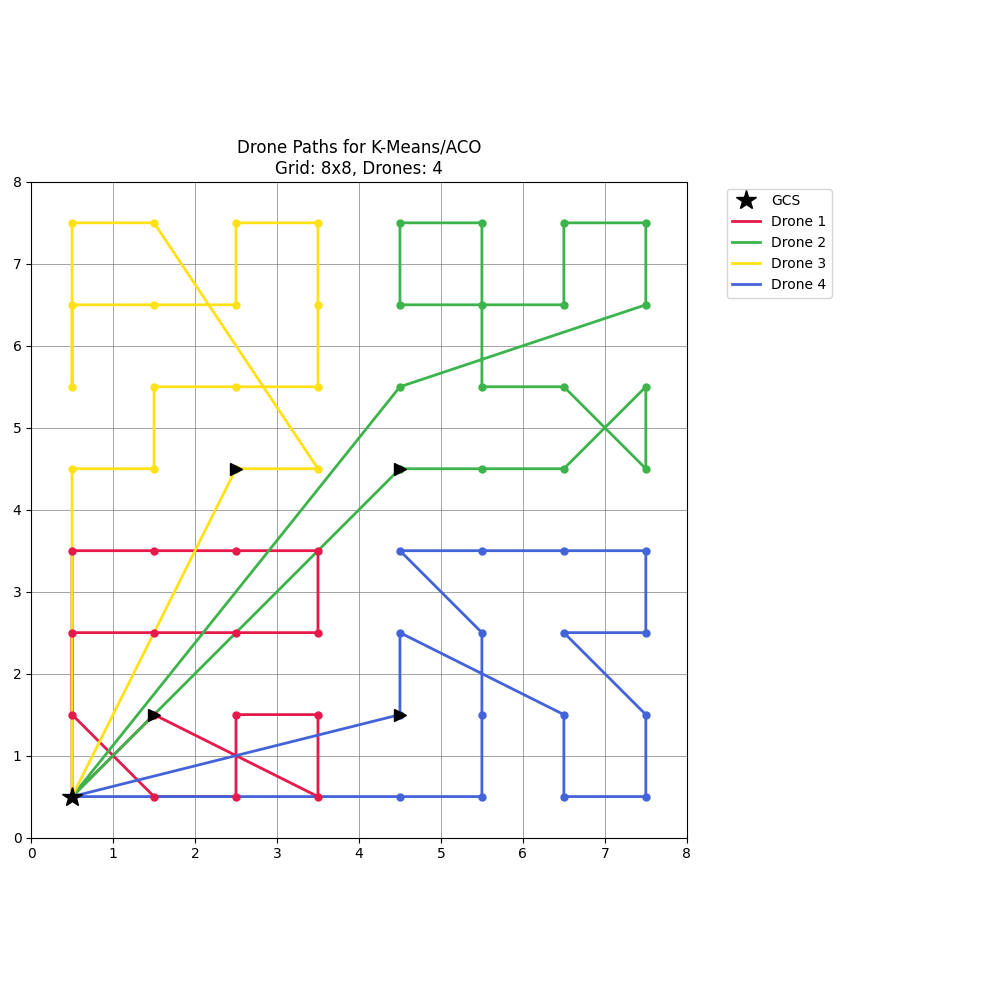 Drone Paths for K-Means/ACO
Grid: 8x8, Drones: 4
8
7
6
5
4
3
2
1
0
0 1 2 3 4 5 6 7 8
GCS
Drone 1
Drone 2
Drone 3
Drone 4